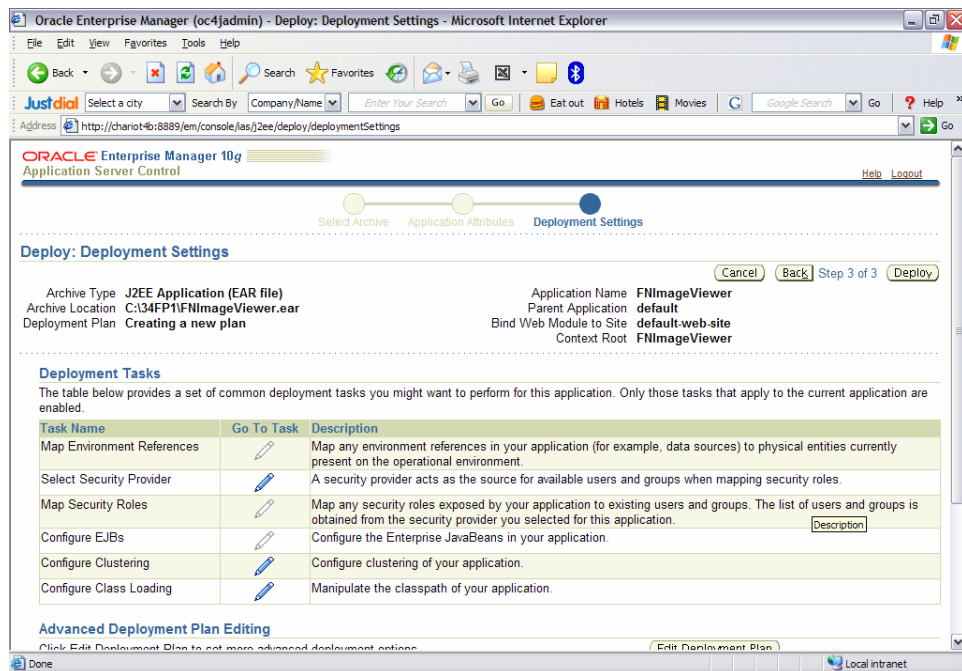 Oracle Enterprise Manager (oc4jadmin) - Deploy: Deployment Settings - Microsoft Internet Explorer
File Edit View Favorites Tools Help
Back Search Favorites
Justdial Select a city Search By Company/Name Enter Your Search Go Eat out Hotels Movies G Google Search Go Help »
Address http://chariot4b:8889/em/console/ias/j2ee/deploy/deploymentSettings Go
ORACLE Enterprise Manager 10g
Application Server Control
Help Logout
Select Archive Application Attributes Deployment Settings
Deploy: Deployment Settings
Cancel Back Step 3 of 3 Deploy
Archive Type J2EE Application (EAR file)
Archive Location C:\34FP1\FNImageViewer.ear
Deployment Plan Creating a new plan
Application Name FNImageViewer
Parent Application default
Bind Web Module to Site default-web-site
Context Root FNImageViewer
Deployment Tasks
The table below provides a set of common deployment tasks you might want to perform for this application. Only those tasks that apply to the current application are
enabled.
Task Name Go To Task Description
Map Environment References Map any environment references in your application (for example, data sources) to physical entities currently
present on the operational environment.
Select Security Provider A security provider acts as the source for available users and groups when mapping security roles.
Map Security Roles Map any security roles exposed by your application to existing users and groups. The list of users and groups is
obtained from the security provider you selected for this application.
Description
Configure EJBs Configure the Enterprise JavaBeans in your application.
Configure Clustering Configure clustering of your application.
Configure Class Loading Manipulate the classpath of your application.
Advanced Deployment Plan Editing
Click Edit Deployment Plan to set more advanced deployment options Edit Deployment Plan
Done Local intranet